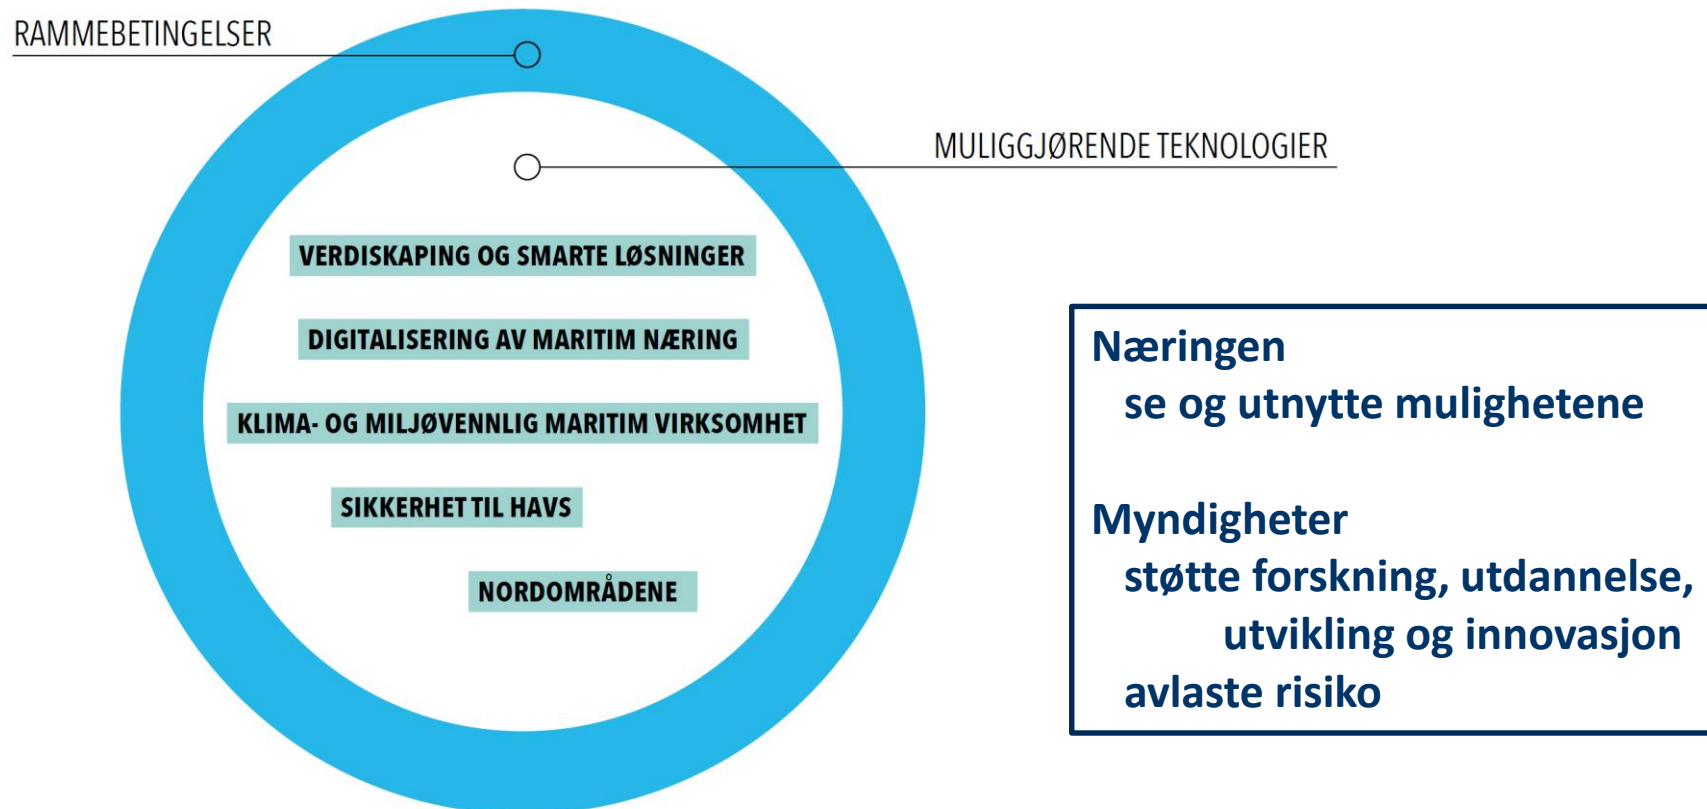 RAMMEBETINGELSER
MULIGGJØRENDE TEKNOLOGIER
VERDISKAPING OG SMARTE LØSNINGER
DIGITALISERING AV MARITIM NÆRING
KLIMA- OG MILJØVENNLIG MARITIM VIRKSOMHET
SIKKERHET TIL HAVS
NORDOMRÅDENE
Næringen
se og utnytte mulighetene
Myndigheter
støtte forskning, utdannelse,
utvikling og innovasjon
avlaste risiko